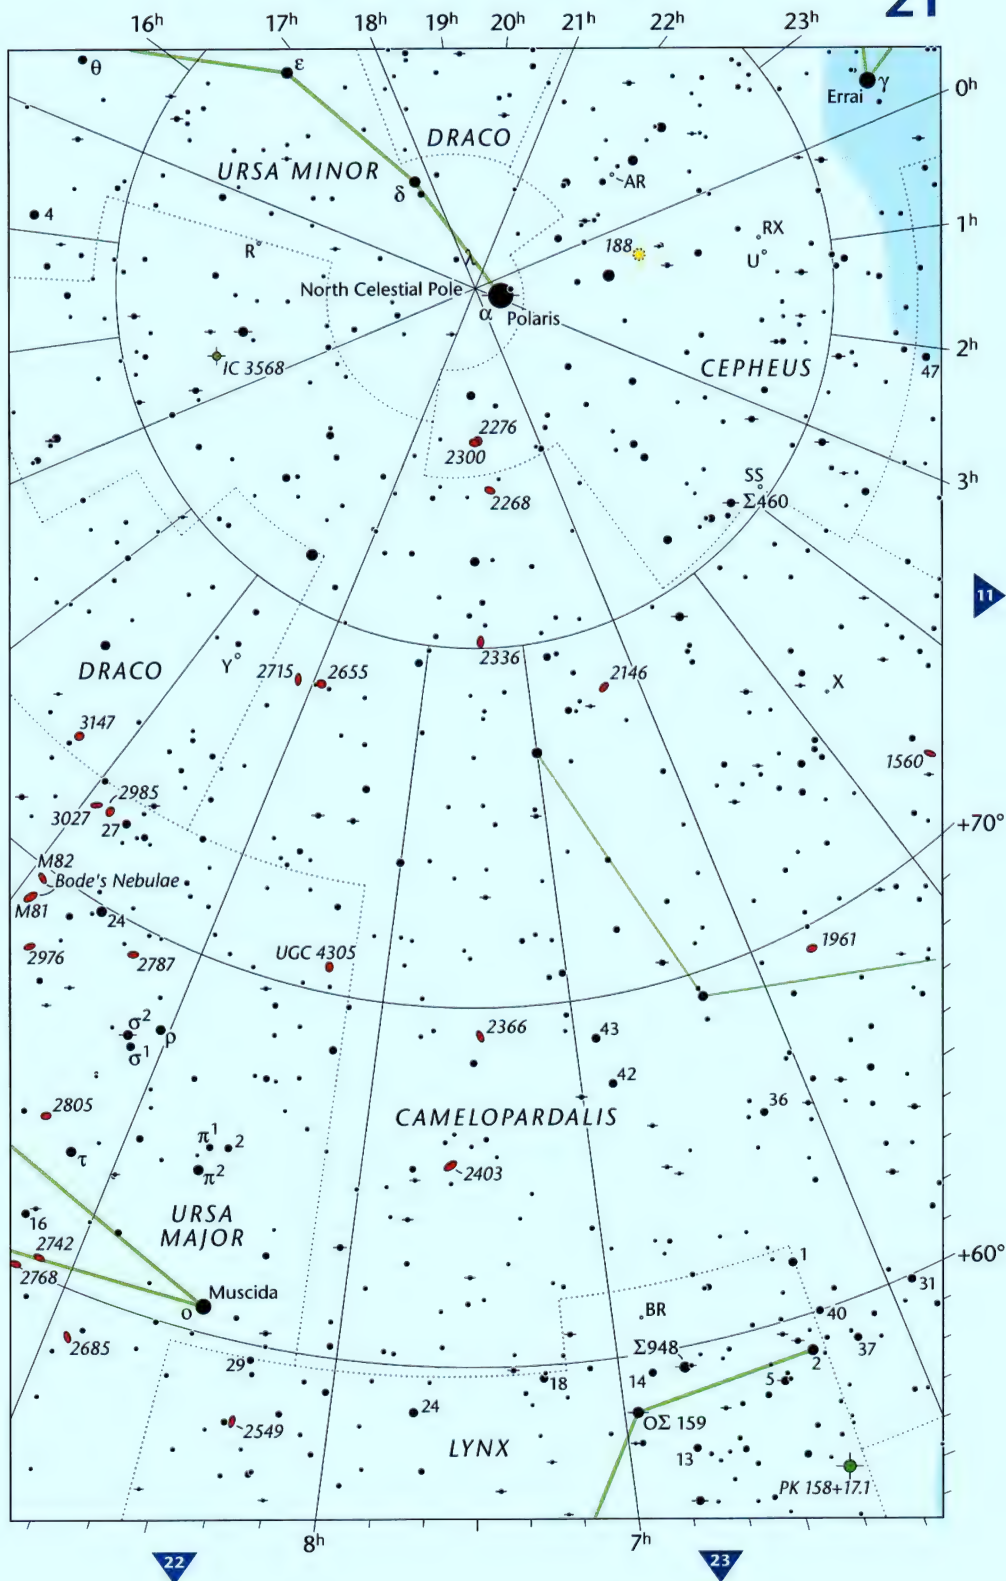 21
16h 17h 18h 19h 20h 21h 22h 23h
θ
ε
Errai γ
0h
DRACO
URSA MINOR
δ
AR
4
1h
R
188
RX
U
λ
North Celestial Pole
α
Polaris
2h
IC 3568
CEPHEUS
47
2276
2300
SS
3h
2268
Σ460
11
2336
DRACO
Y
2715
2655
2146
X
3147
1560
2985
3027
27
+70°
M82
Bode's Nebulae
M81
24
1961
2976
2787
UGC 4305
σ2
ρ
2366
43
σ1
42
2805
36
CAMELOPARDALIS
π1
2
τ
π2
2403
URSA
MAJOR
16
2742
1
+60°
2768
Muscida
31
ο
BR
40
2685
Σ948
37
29
14
2
18
5
24
OΣ 159
2549
LYNX
13
PK 158+17.1
8h
7h
22
23